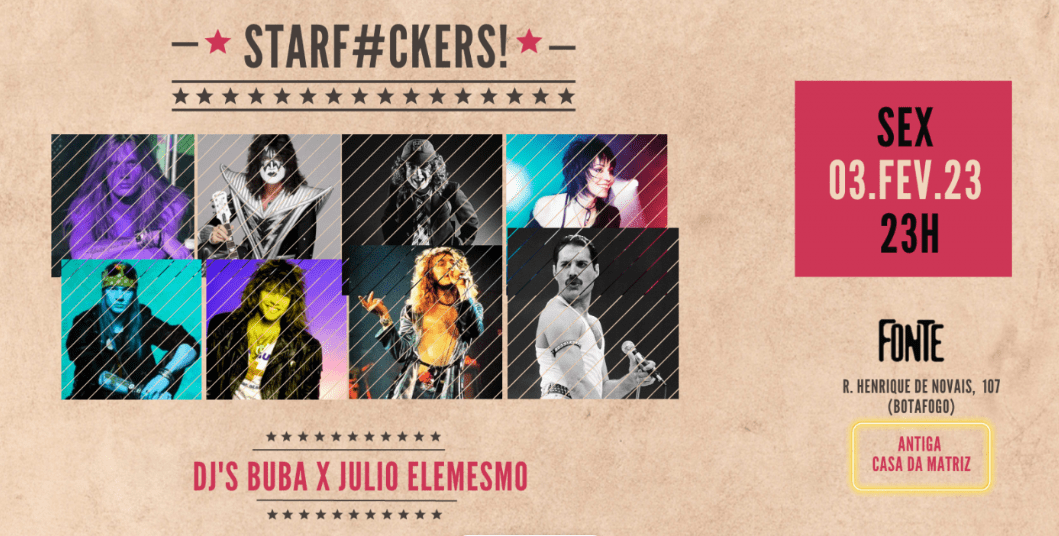 STARF#CKERS!
SEX
03.FEV.23
23H
FONTE
R. HENRIQUE DE NOVAIS, 107
(BOTAFOGO)
ANTIGA
CASA DA MATRIZ
DJ'S BUBA X JULIO ELEMESMO